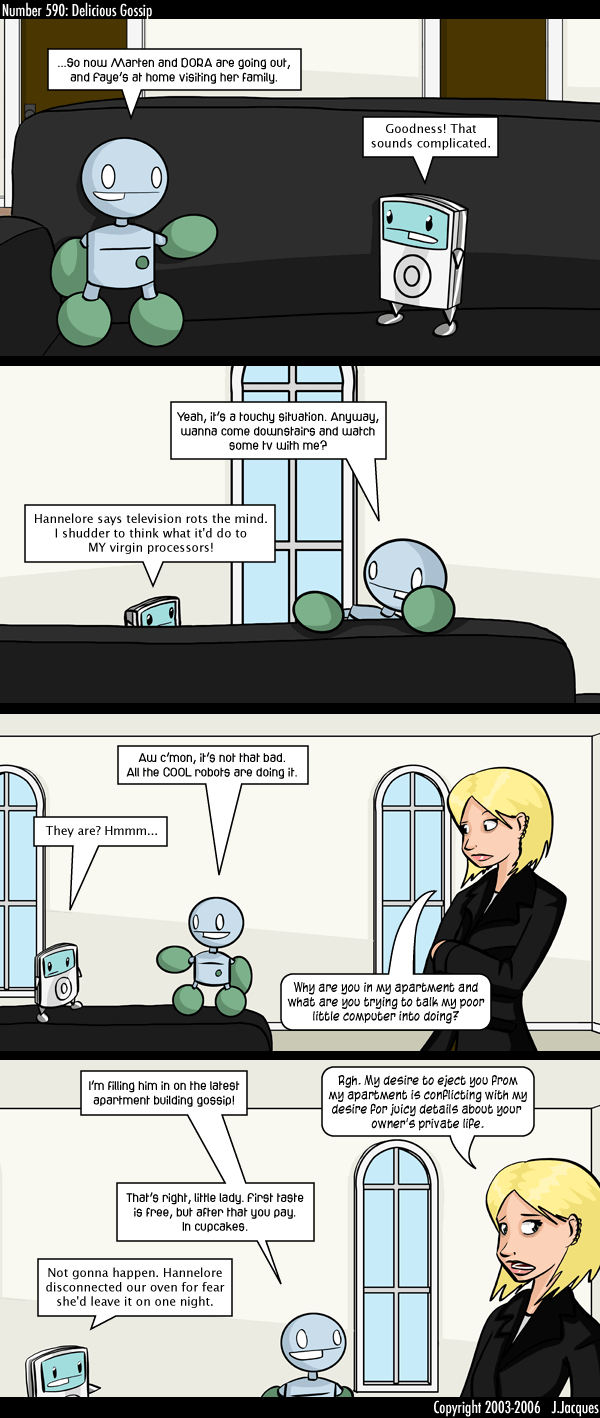 Number 590: Delicious Gossip
...So now Marten and DORA are going out,
and Faye's at home visiting her family.
Goodness! That
sounds complicated.
Yeah, it's a touchy situation. Anyway,
wanna come downstairs and watch
some tv with me?
Hannelore says television rots the mind.
I shudder to think what it'd do to
MY virgin processors!
Aw c'mon, it's not that bad.
All the COOL robots are doing it.
They are? Hmmm...
Why are you in my apartment and
what are you trying to talk my poor
little computer into doing?
I'm filling him in on the latest
apartment building gossip!
Rgh. My desire to eject you from
my apartment is conflicting with my
desire for juicy details about your
owner's private life.
That's right, little lady. First taste
is free, but after that you pay.
In cupcakes.
Not gonna happen. Hannelore
disconnected our oven for fear
she'd leave it on one night.
Copyright 2003-2006 J.Jacques